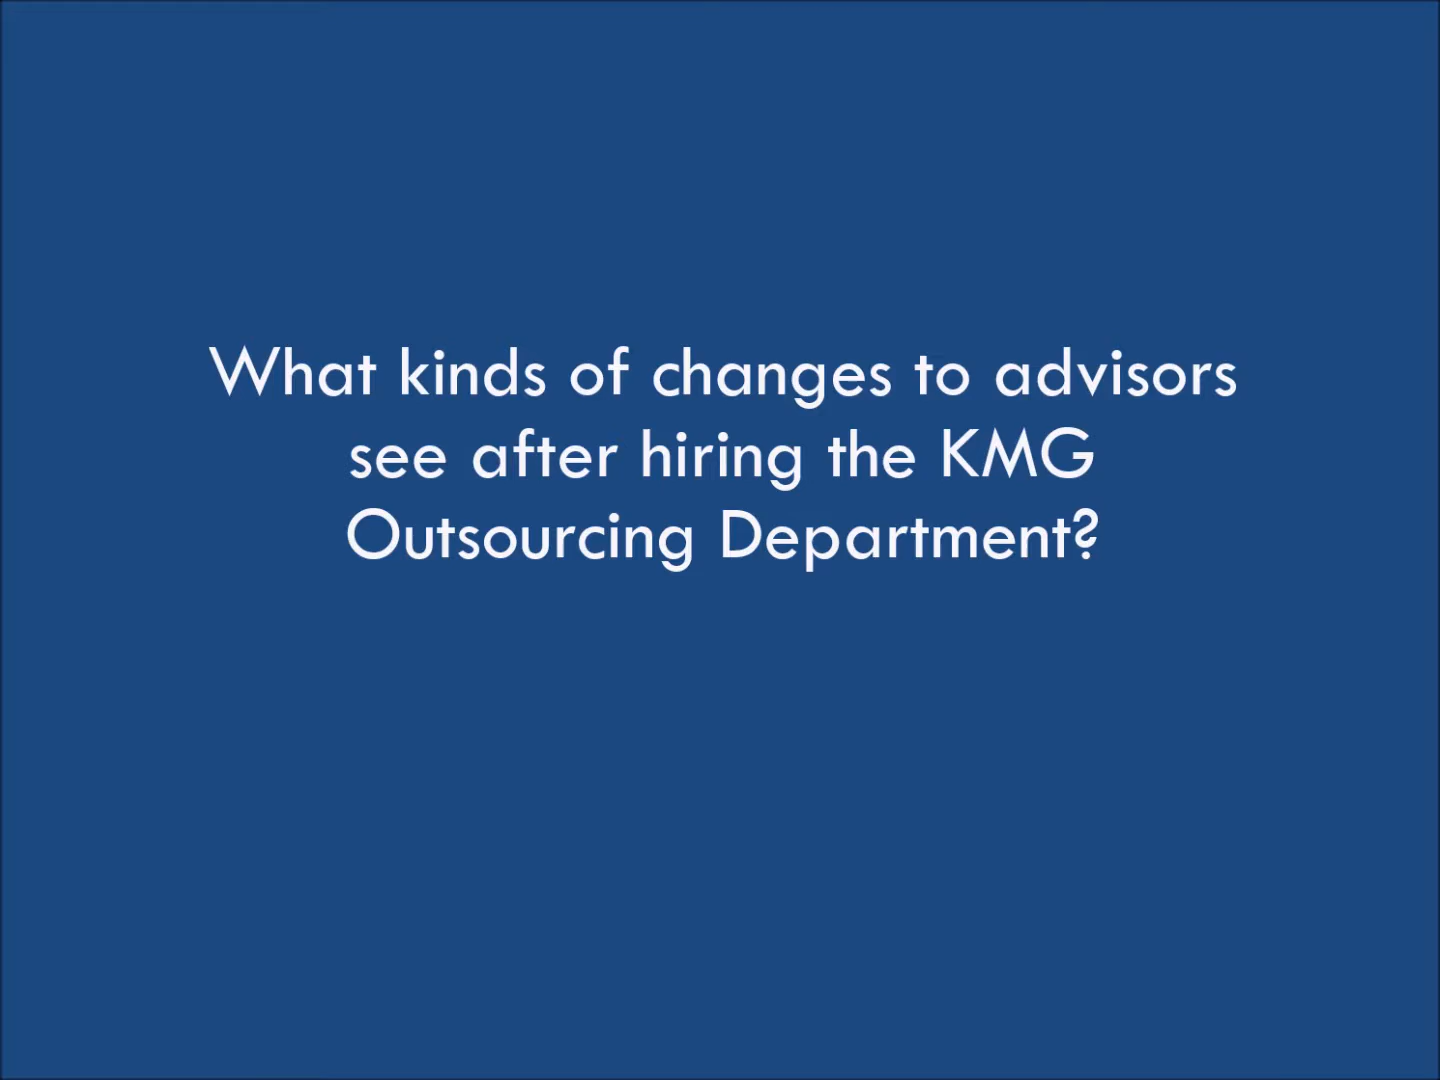 What kinds of changes to advisors
see after hiring the KMG
Outsourcing Department?